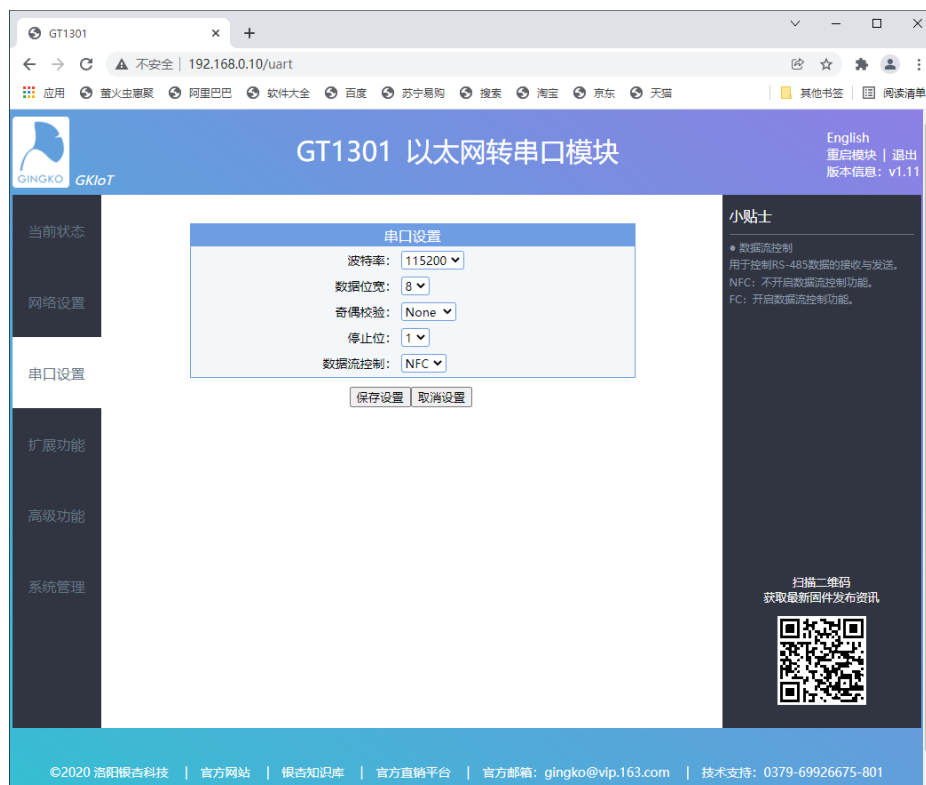 GT1301
不安全 | 192.168.0.10/uart
应用 萤火虫惠聚 阿里巴巴 软件大全 百度 苏宁易购 搜索 淘宝 京东 天猫 其他书签 阅读清单
GINGKO GKIoT
GT1301 以太网转串口模块
English
重启模块 | 退出
版本信息: v1.11
当前状态
网络设置
串口设置
扩展功能
高级功能
系统管理
串口设置
波特率: 115200
数据位宽: 8
奇偶校验: None
停止位: 1
数据流控制: NFC
保存设置 取消设置
小贴士
● 数据流控制
用于控制RS-485数据的接收与发送。
NFC: 不开启数据流控制功能。
FC: 开启数据流控制功能。
扫描二维码
获取最新固件发布资讯
©2020 洛阳银杏科技 | 官方网站 | 银杏知识库 | 官方直销平台 | 官方邮箱: gingko@vip.163.com | 技术支持: 0379-69926675-801